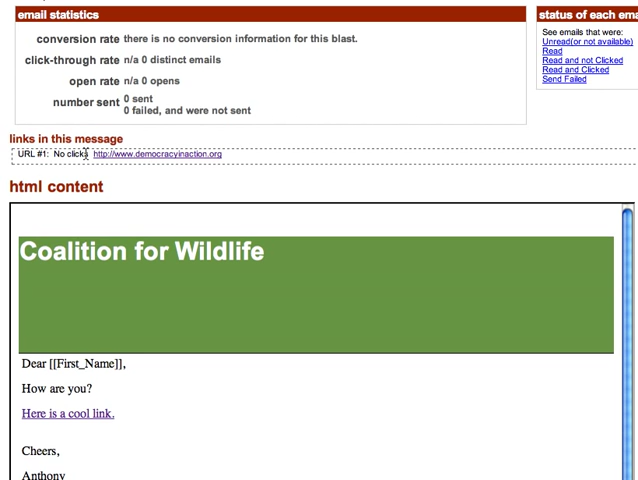 email statistics
conversion rate there is no conversion information for this blast.
click-through rate n/a 0 distinct emails
open rate n/a 0 opens
number sent 0 sent
0 failed, and were not sent
status of each ema
See emails that were:
Unread(or not available)
Read
Read and not Clicked
Read and Clicked
Send Failed
links in this message
URL #1: No clicks http://www.democracyinaction.org
html content
Coalition for Wildlife
Dear [[First_Name]],
How are you?
Here is a cool link.
Cheers,
Anthony